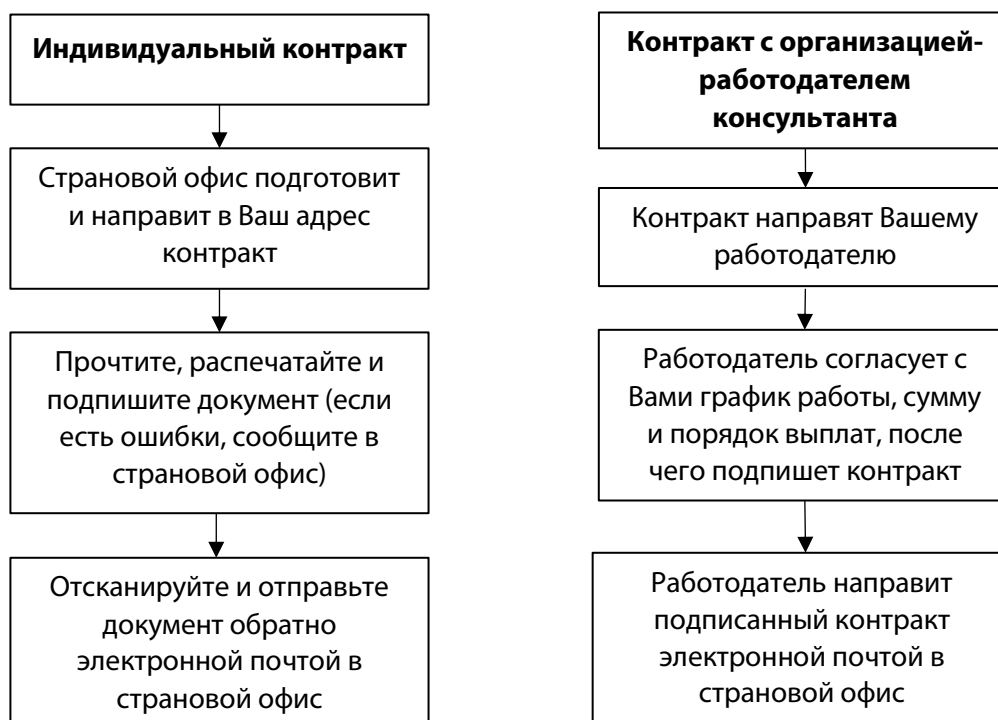 Индивидуальный контракт
Страновой офис подготовит
и направит в Ваш адрес
контракт
Прочтите, распечатайте и
подпишите документ (если
есть ошибки, сообщите в
страновой офис)
Отсканируйте и отправьте
документ обратно
электронной почтой в
страновой офис
Контракт с организацией-
работодателем
консультанта
Контракт направят Вашему
работодателю
Работодатель согласует с
Вами график работы, сумму
и порядок выплат, после
чего подпишет контракт
Работодатель направит
подписанный контракт
электронной почтой в
страновой офис